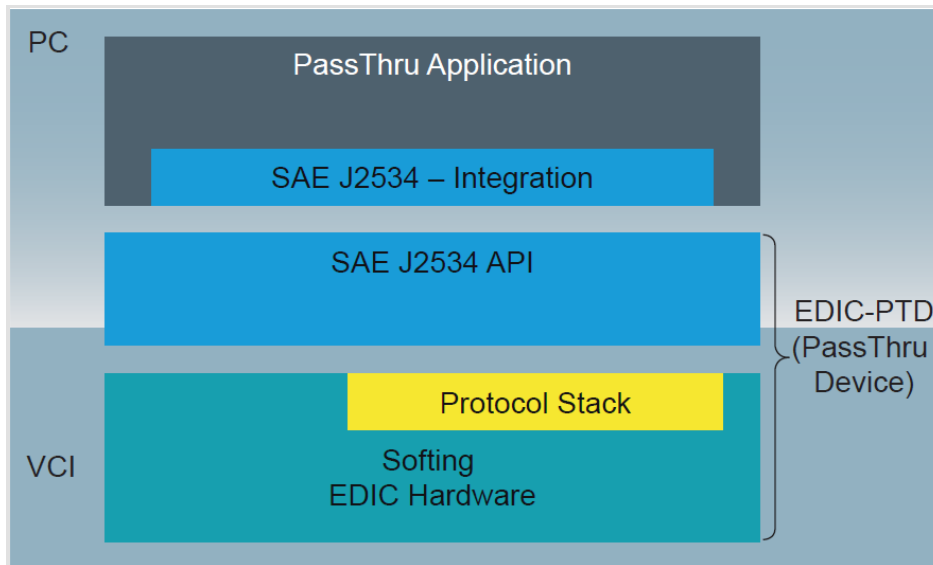 PC
PassThru Application
SAE J2534 – Integration
SAE J2534 API
EDIC-PTD
(PassThru
Device)
Protocol Stack
VCI
Softing
EDIC Hardware